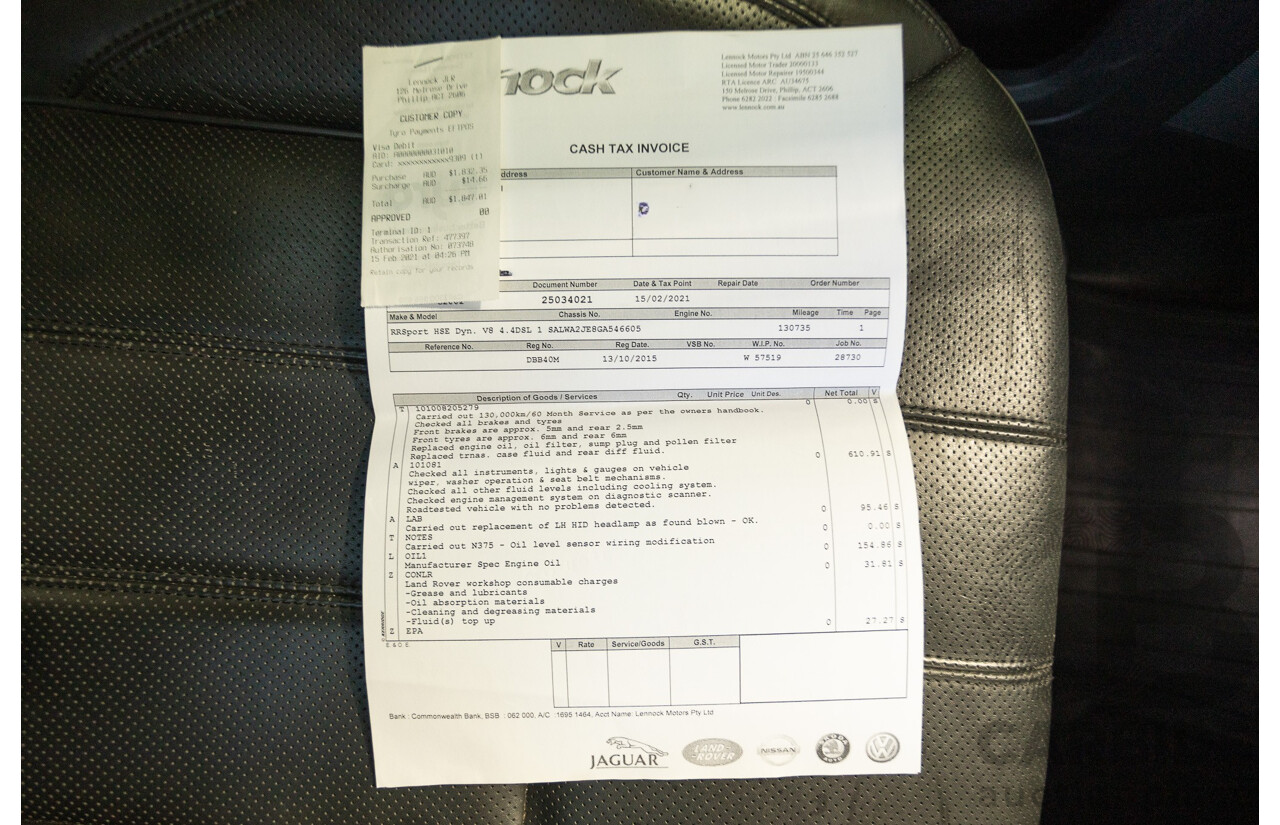 Lennock JLR
126 Melrose Drive
Phillip ACT 2606
CUSTOMER COPY
Tyro Payments EFTPOS
Visa Debit
AID: A0000000031010
Card: xxxxxxxxxxxx9309 (I)
Purchase AUD $1,032.35
Surcharge AUD $14.66
Total AUD $1,047.01
APPROVED 00
Terminal ID: 1
Transaction Ref: 477397
Authorisation No: 073748
15 Feb 2021 at 04:26 PM
Retain copy for your records
nock
Lennock Motors Pty Ltd ABN 25 646 352 527
Licensed Motor Trader
Licensed Motor Repairer 19500344
RTA Licence ARC AU34675
150 Melrose Drive, Phillip, ACT 2606
Phone 6282 2022 : Facsimile 6285 2688
www.lennock.com.au
CASH TAX INVOICE
ddress Customer Name & Address
Document Number Date & Tax Point Repair Date Order Number
25034021 15/02/2021
Make & Model Chassis No. Engine No. Mileage Time Page
RRSport HSE Dyn. V8 4.4DSL 1 SALWA2JE8GA546605 130735 1
Reference No. Reg No. Reg Date. VSB No. W.I.P. No. Job No.
DBB40M 13/10/2015 W 57519 28730
Description of Goods / Services Qty. Unit Price Unit Des. Net Total V
T 101008205279 0 0.00 S
Carried out 130,000km/60 Month Service as per the owners handbook.
Checked all brakes and tyres
Front brakes are approx. 5mm and rear 2.5mm
Front tyres are approx. 6mm and rear 6mm
Replaced engine oil, oil filter, sump plug and pollen filter
Replaced trnas. case fluid and rear diff fluid.
A 101081 0 610.91 S
Checked all instruments, lights & gauges on vehicle
wiper, washer operation & seat belt mechanisms.
Checked all other fluid levels including cooling system.
Checked engine management system on diagnostic scanner.
Roadtested vehicle with no problems detected.
A LAB 0 95.46 S
Carried out replacement of LH HID headlamp as found blown - OK.
T NOTES 0 0.00 S
Carried out N375 - Oil level sensor wiring modification
L OIL1 0 154.86 S
Manufacturer Spec Engine Oil
Z CONLR 0 31.81 S
Land Rover workshop consumable charges
-Grease and lubricants
-Oil absorption materials
-Cleaning and degreasing materials
-Fluid(s) top up
Z EPA 0 27.27 S
E. & O. E.
V Rate Service/Goods G.S.T.
Bank : Commonwealth Bank, BSB : 062 000, A/C :1695 1464, Acct Name: Lennock Motors Pty Ltd
JAGUAR
LAND-ROVER
NISSAN
SKODA
AUTO